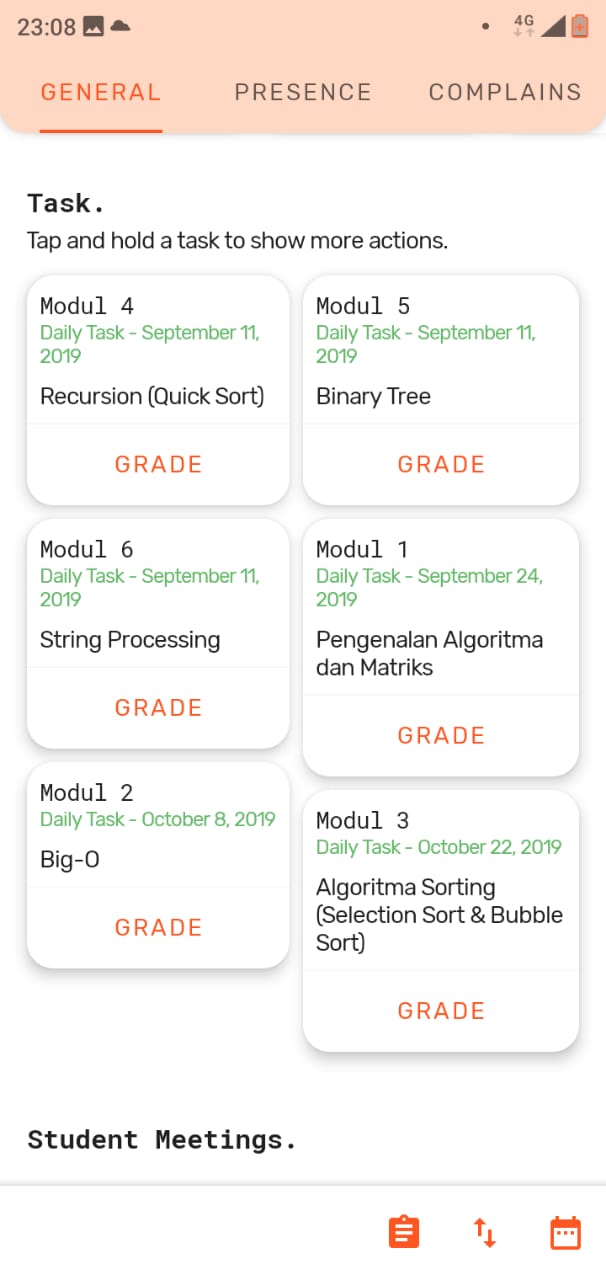 23:08
4G
GENERAL PRESENCE COMPLAINS
Task.
Tap and hold a task to show more actions.
Modul 4
Daily Task - September 11,
2019
Recursion (Quick Sort)
GRADE
Modul 5
Daily Task - September 11,
2019
Binary Tree
GRADE
Modul 6
Daily Task - September 11,
2019
String Processing
GRADE
Modul 1
Daily Task - September 24,
2019
Pengenalan Algoritma
dan Matriks
GRADE
Modul 2
Daily Task - October 8, 2019
Big-O
GRADE
Modul 3
Daily Task - October 22, 2019
Algoritma Sorting
(Selection Sort & Bubble
Sort)
GRADE
Student Meetings.